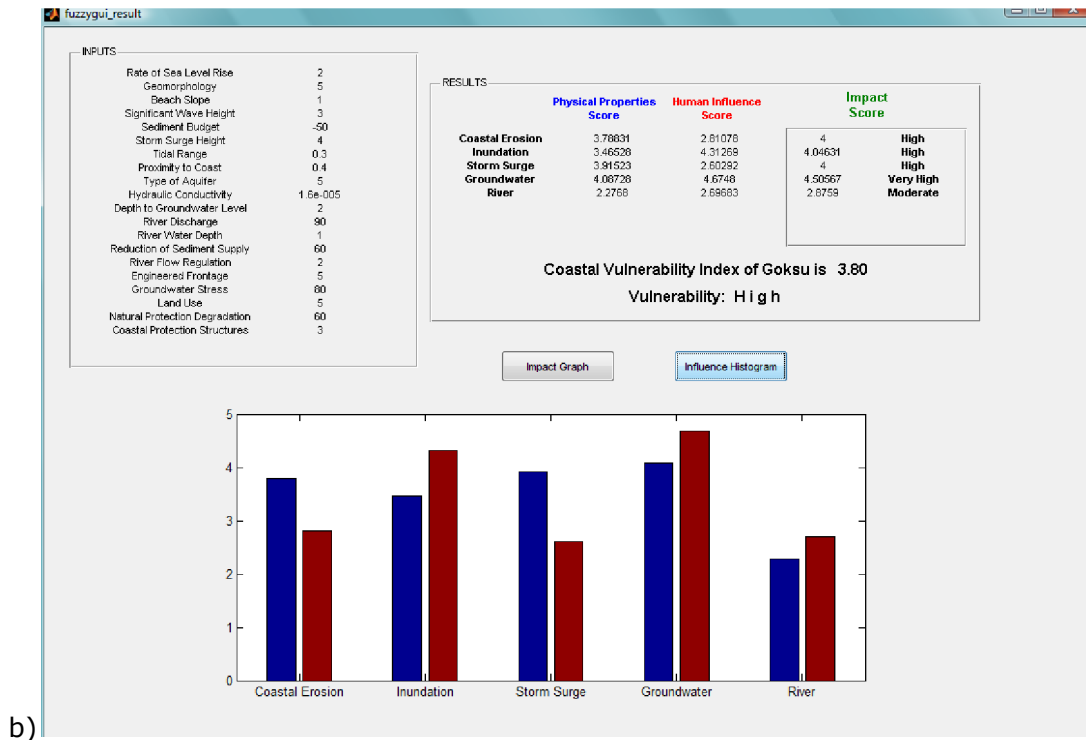 fuzzygui_result
INPUTS
Rate of Sea Level Rise 2
Geomorphology 5
Beach Slope 1
Significant Wave Height 3
Sediment Budget -50
Storm Surge Height 4
Tidal Range 0.3
Proximity to Coast 0.4
Type of Aquifer 5
Hydraulic Conductivity 1.6e-005
Depth to Groundwater Level 2
River Discharge 90
River Water Depth 1
Reduction of Sediment Supply 60
River Flow Regulation 2
Engineered Frontage 5
Groundwater Stress 80
Land Use 5
Natural Protection Degradation 60
Coastal Protection Structures 3
RESULTS
Physical Properties Human Influence Impact
Score Score Score
Coastal Erosion 3.78831 2.81078 4 High
Inundation 3.46528 4.31269 4.04631 High
Storm Surge 3.91523 2.60292 4 High
Groundwater 4.08728 4.6748 4.50567 Very High
River 2.2768 2.69683 2.8759 Moderate
Coastal Vulnerability Index of Goksu is 3.80
Vulnerability: H i g h
Impact Graph Influence Histogram
5
4
3
2
1
0
Coastal Erosion Inundation Storm Surge Groundwater River
b)